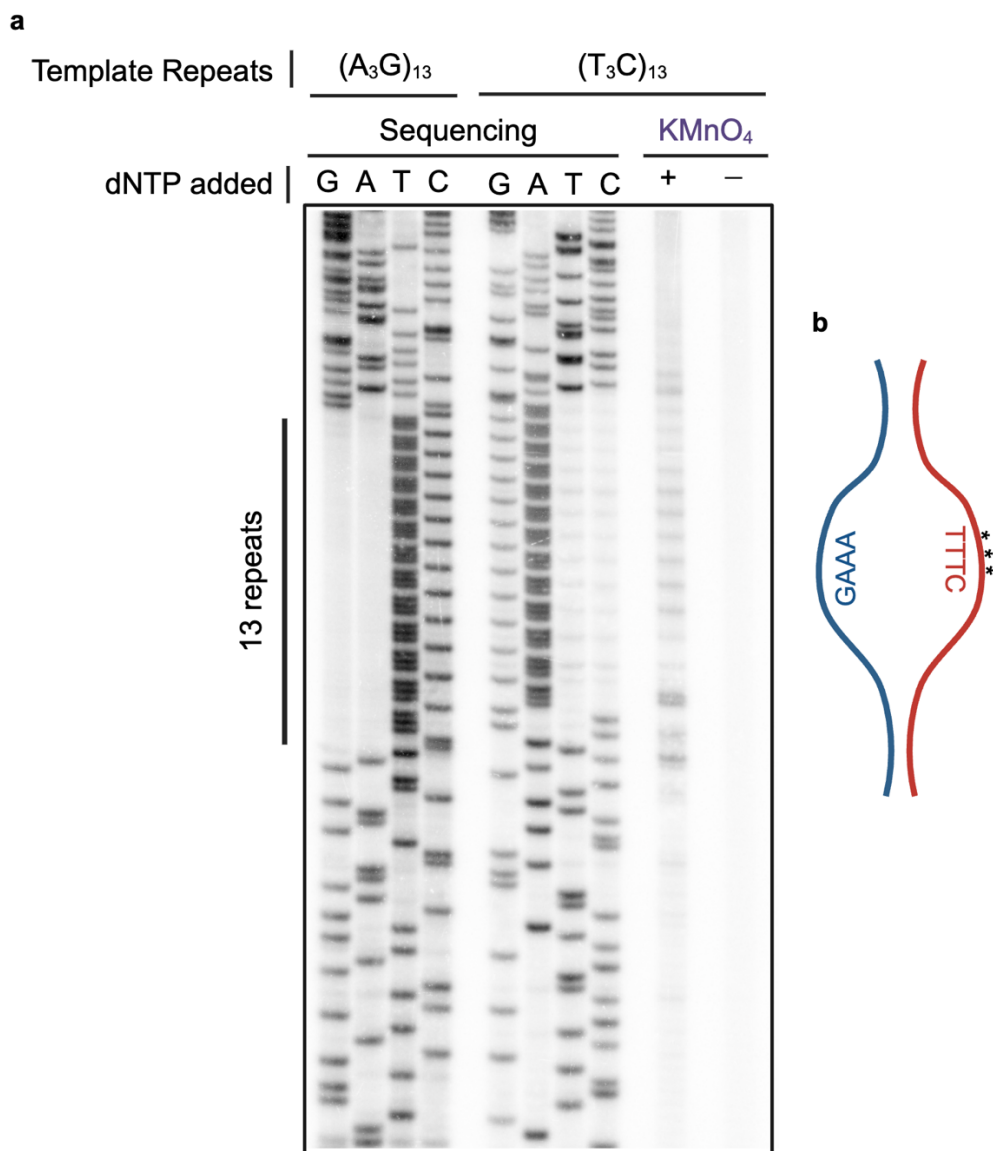 a
Template Repeats (A₃G)₁₃ (T₃C)₁₃
Sequencing KMnO₄
dNTP added G A T C G A T C + –
13 repeats
b
GAAA
TTTC
***